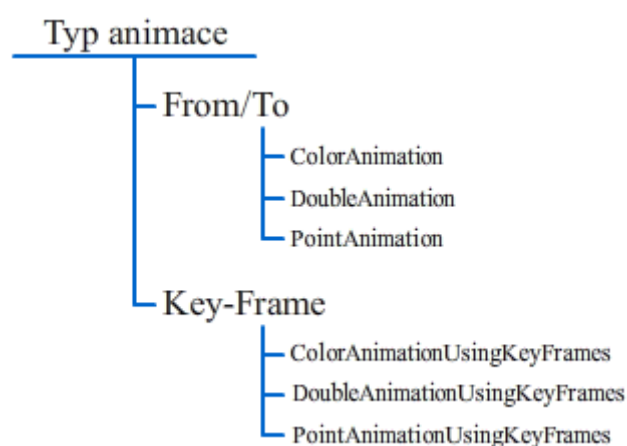 Typ animace
From/To
ColorAnimation
DoubleAnimation
PointAnimation
Key-Frame
ColorAnimationUsingKeyFrames
DoubleAnimationUsingKeyFrames
PointAnimationUsingKeyFrames